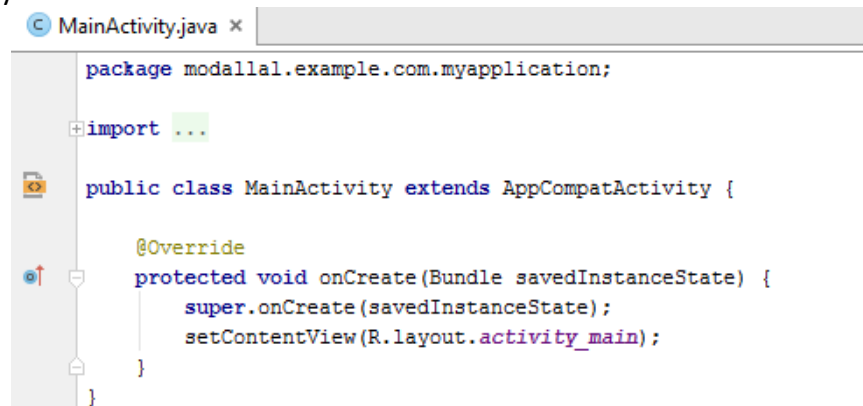 MainActivity.java ×
package modallal.example.com.myapplication;
import ...
public class MainActivity extends AppCompatActivity {
@Override
protected void onCreate(Bundle savedInstanceState) {
super.onCreate(savedInstanceState);
setContentView(R.layout.activity_main);
}
}